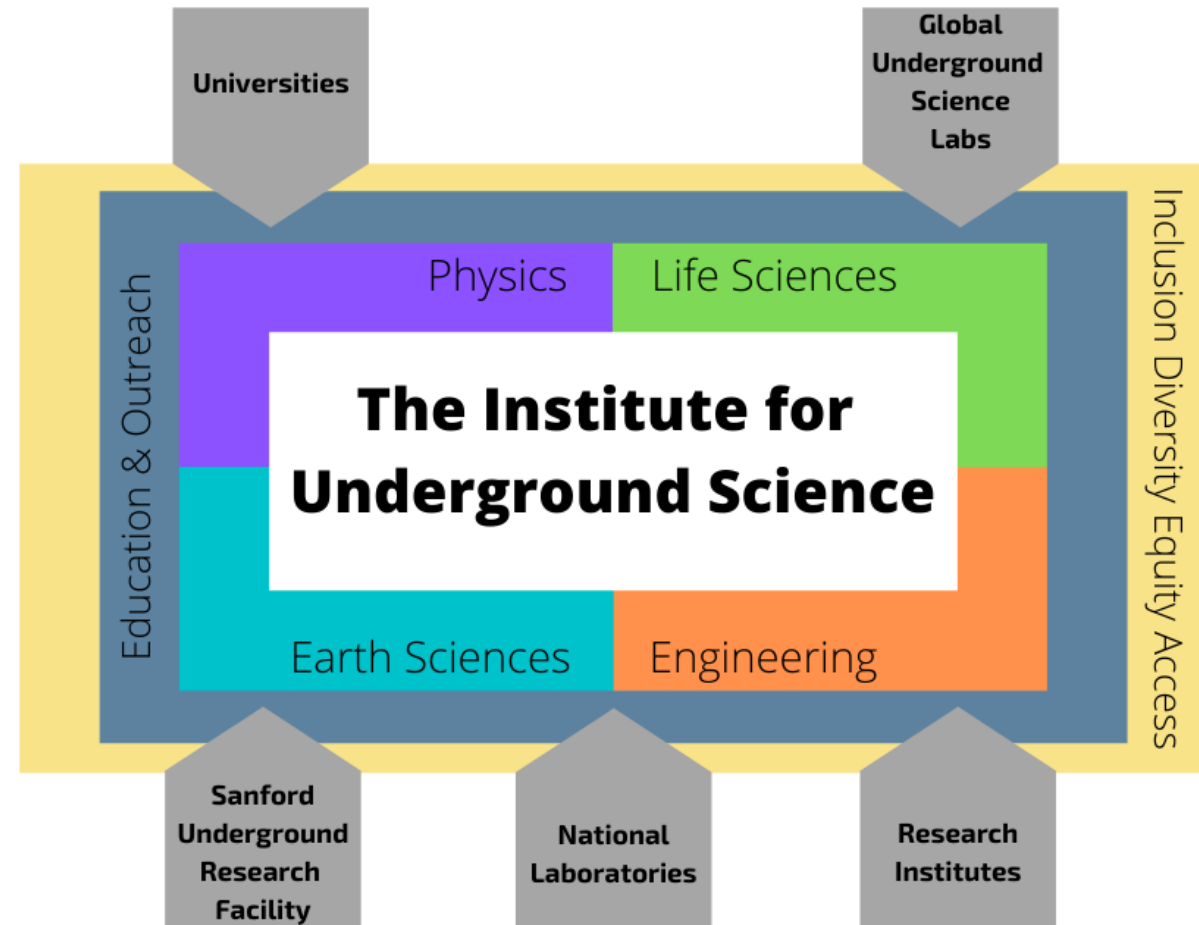 Universities
Global
Underground
Science
Labs
Physics
Life Sciences
Education & Outreach
The Institute for
Underground Science
Inclusion Diversity Equity Access
Earth Sciences
Engineering
Sanford
Underground
Research
Facility
National
Laboratories
Research
Institutes